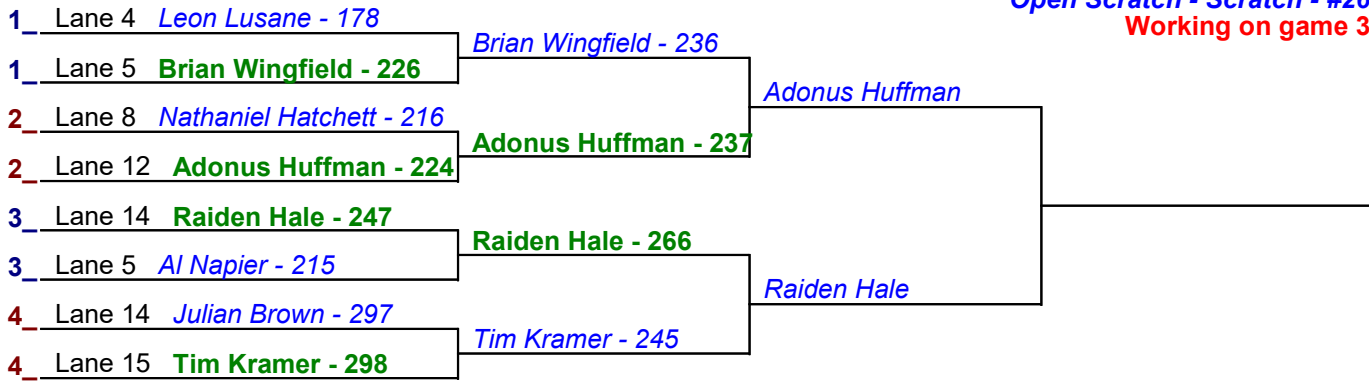 Open Scratch - Scratch - #26
Working on game 3
1_ Lane 4 Leon Lusane - 178
Brian Wingfield - 236
1_ Lane 5 Brian Wingfield - 226
Adonus Huffman
2_ Lane 8 Nathaniel Hatchett - 216
Adonus Huffman - 237
2_ Lane 12 Adonus Huffman - 224
3_ Lane 14 Raiden Hale - 247
Raiden Hale - 266
3_ Lane 5 Al Napier - 215
Raiden Hale
4_ Lane 14 Julian Brown - 297
Tim Kramer - 245
4_ Lane 15 Tim Kramer - 298